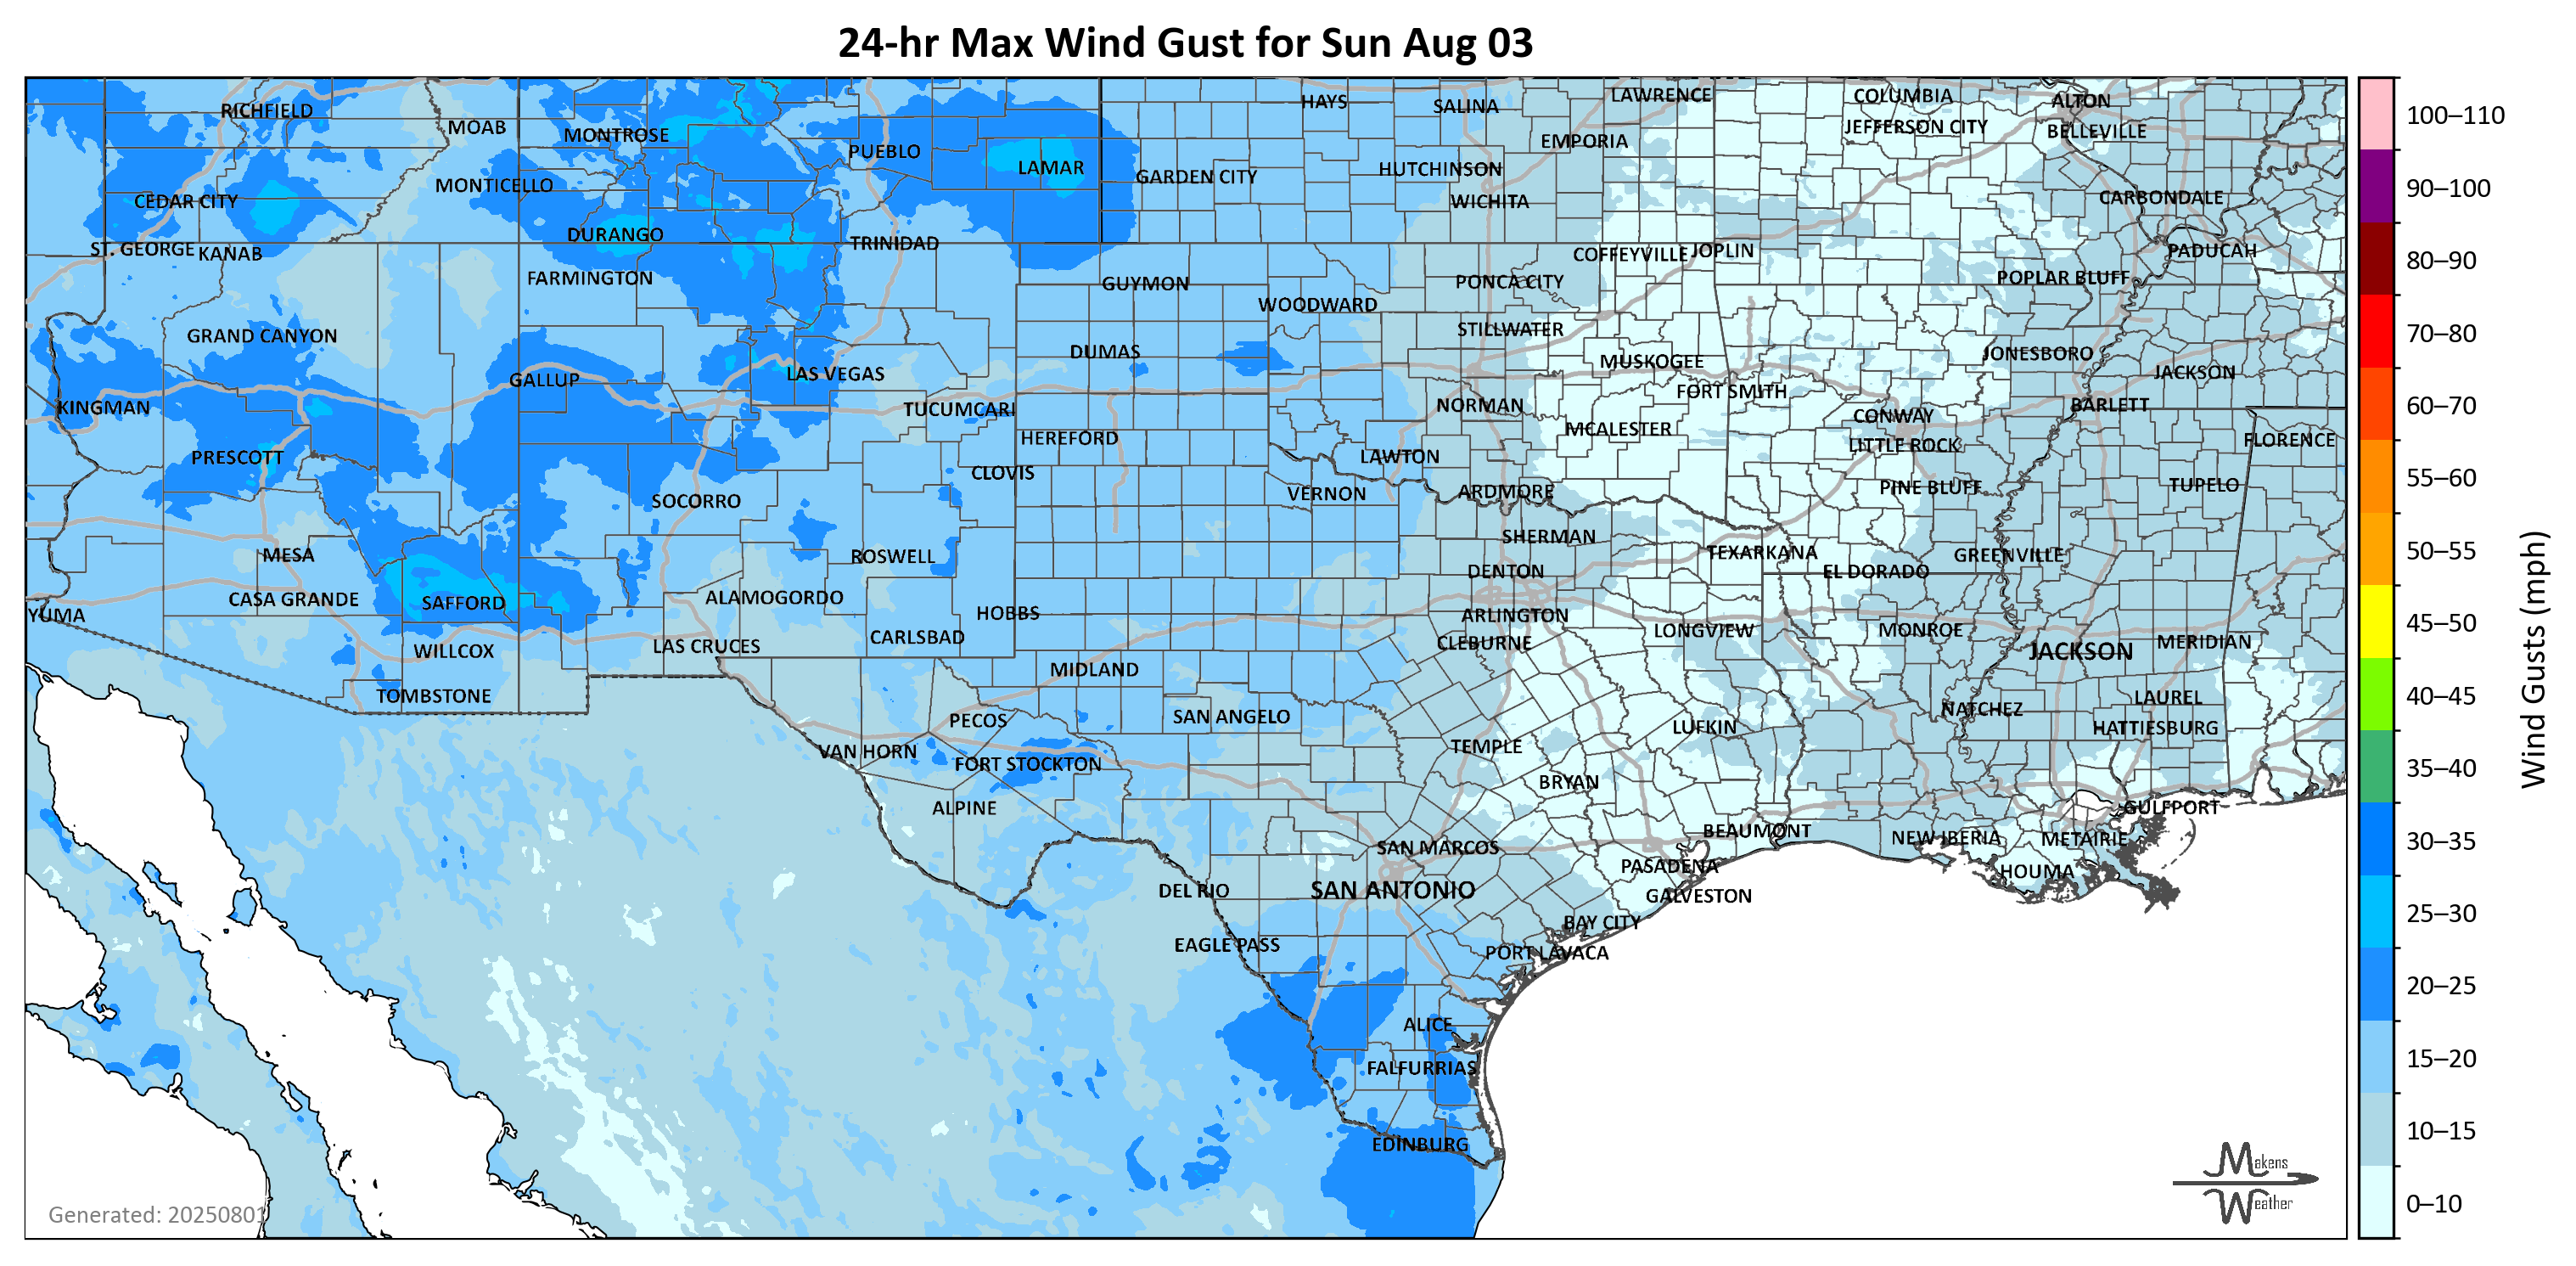 24-hr Max Wind Gust for Sun Aug 03
RICHFIELD
MOAB
MONTROSE
PUEBLO
LAMAR
HAYS
SALINA
LAWRENCE
COLUMBIA
ALTON
JEFFERSON CITY
BELLEVILLE
EMPORIA
MONTICELLO
CEDAR CITY
GARDEN CITY
HUTCHINSON
WICHITA
CARBONDALE
ST. GEORGE
KANAB
DURANGO
TRINIDAD
COFFEYVILLE
JOPLIN
PADUCAH
FARMINGTON
GUYMON
WOODWARD
PONCA CITY
POPLAR BLUFF
GRAND CANYON
DUMAS
STILLWATER
MUSKOGEE
JONESBORO
GALLUP
LAS VEGAS
FORT SMITH
JACKSON
KINGMAN
TUCUMCARI
NORMAN
CONWAY
BARLETT
PRESCOTT
HEREFORD
MCALESTER
LITTLE ROCK
FLORENCE
CLOVIS
LAWTON
SOCORRO
VERNON
ARDMORE
PINE BLUFF
TUPELO
MESA
ROSWELL
SHERMAN
TEXARKANA
GREENVILLE
CASA GRANDE
SAFFORD
ALAMOGORDO
DENTON
EL DORADO
YUMA
HOBBS
ARLINGTON
WILLCOX
LAS CRUCES
CARLSBAD
CLEBURNE
LONGVIEW
MONROE
JACKSON
MERIDIAN
TOMBSTONE
MIDLAND
LAUREL
PECOS
SAN ANGELO
LUFKIN
NATCHEZ
HATTIESBURG
VAN HORN
FORT STOCKTON
TEMPLE
ALPINE
BRYAN
GULFPORT
SAN MARCOS
BEAUMONT
NEW IBERIA
METAIRIE
DEL RIO
SAN ANTONIO
PASADENA
HOUMA
GALVESTON
EAGLE PASS
BAY CITY
PORT LAVACA
ALICE
FALFURRIAS
EDINBURG
Generated: 20250801
Makens
Weather
100–110
90–100
80–90
70–80
60–70
55–60
50–55
45–50
40–45
35–40
30–35
25–30
20–25
15–20
10–15
0–10
Wind Gusts (mph)